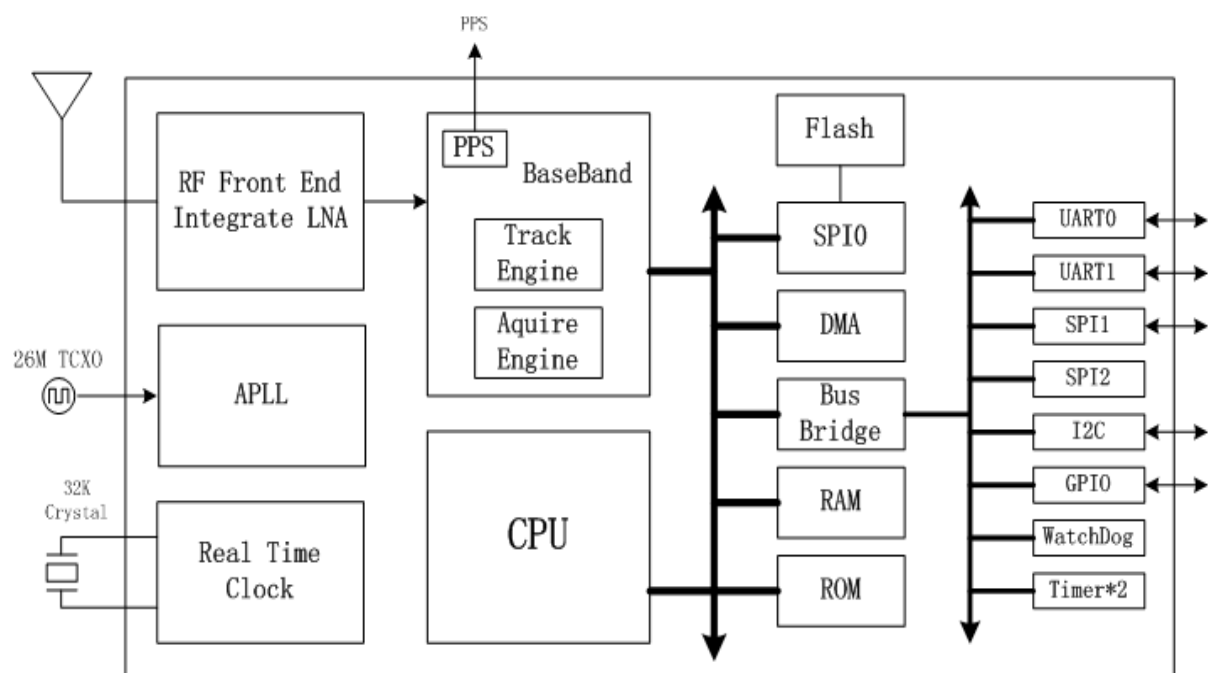 PPS
PPS
BaseBand
RF Front End
Integrate LNA
Track
Engine
Aquire
Engine
26M TCXO
APLL
32K
Crystal
Real Time
Clock
CPU
Flash
SPI0
DMA
Bus
Bridge
RAM
ROM
UART0
UART1
SPI1
SPI2
I2C
GPIO
WatchDog
Timer*2